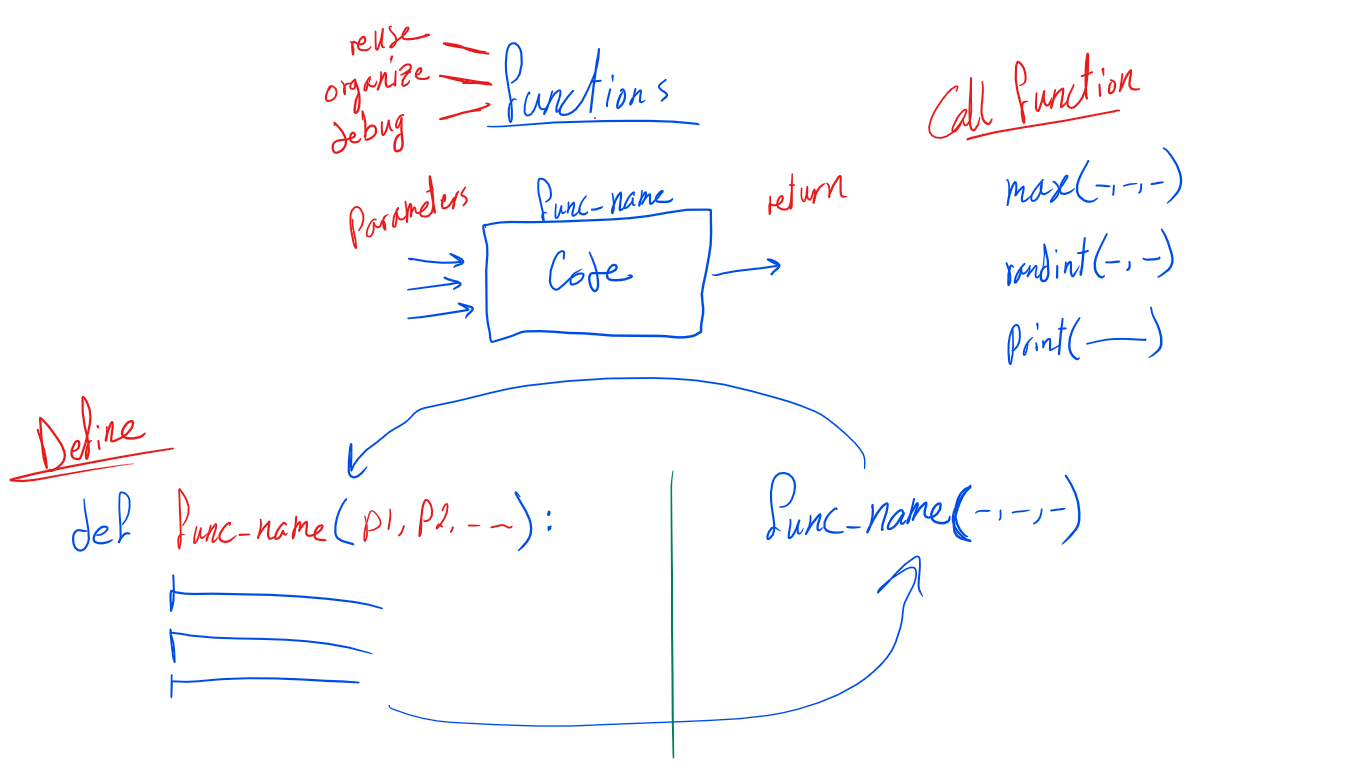 reuse
organize
debug
Functions
Parameters
func-name
Code
return
Call function
max(-,-,-)
randint(-, -)
Print(—)
Define
def func-name(P1, P2, - -):
func-name(-,-,-)